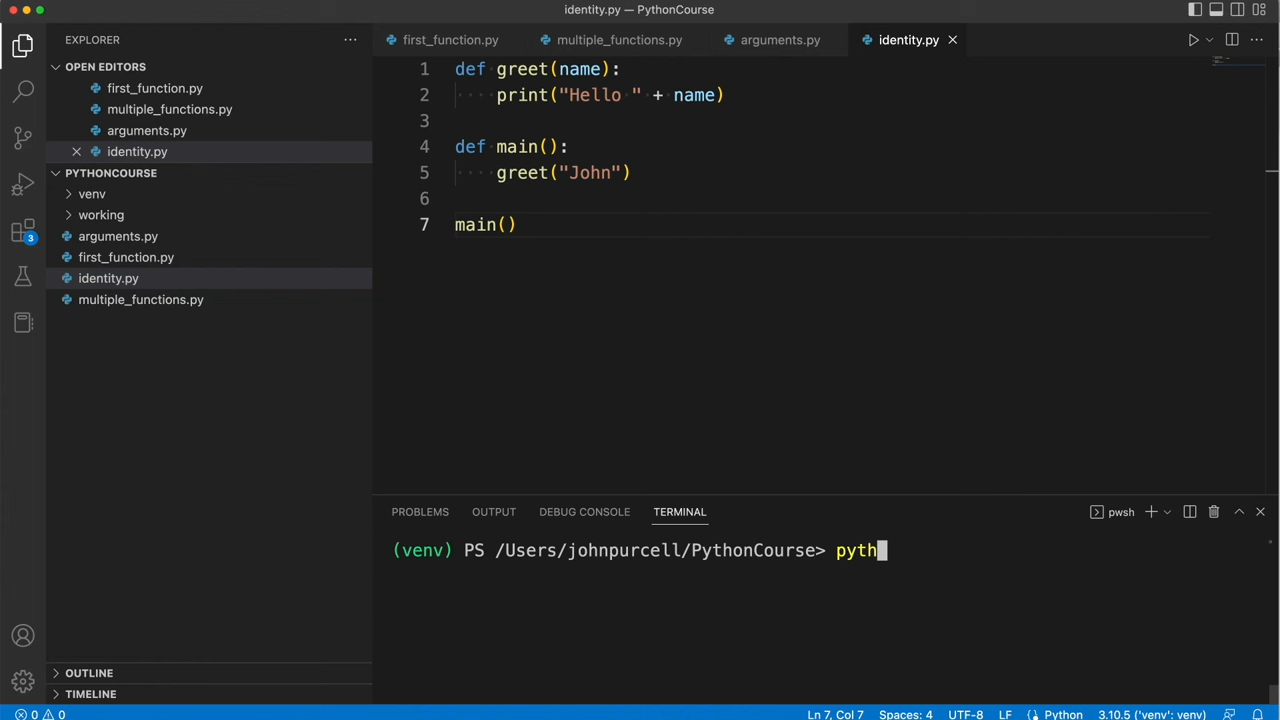 identity.py — PythonCourse
EXPLORER
OPEN EDITORS
first_function.py
multiple_functions.py
arguments.py
identity.py
PYTHONCOURSE
venv
working
arguments.py
first_function.py
identity.py
multiple_functions.py
OUTLINE
TIMELINE
3
first_function.py multiple_functions.py arguments.py identity.py
1 def greet(name):
2 ····print("Hello " + name)
3
4 def main():
5 ····greet("John")
6
7 main()
PROBLEMS OUTPUT DEBUG CONSOLE TERMINAL pwsh
(venv) PS /Users/johnpurcell/PythonCourse> pyth
0 0 Ln 7, Col 7 Spaces: 4 UTF-8 LF Python 3.10.5 ('venv': venv)